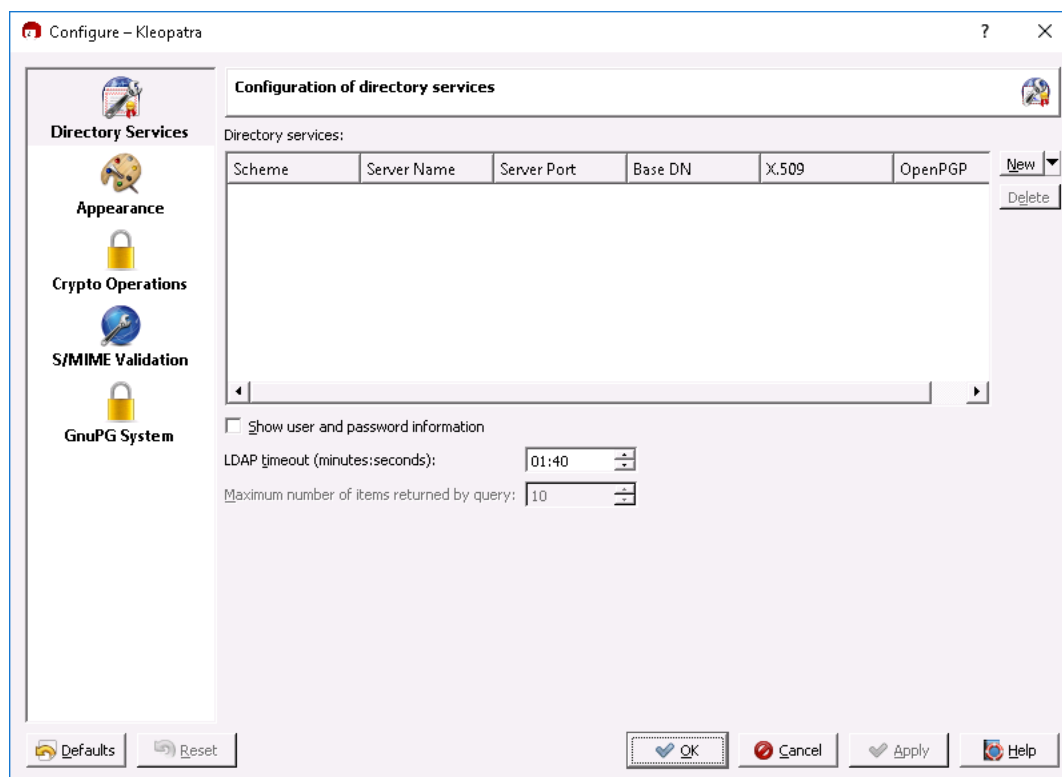 Configure – Kleopatra
?
Directory Services
Appearance
Crypto Operations
S/MIME Validation
GnuPG System
Configuration of directory services
Directory services:
Scheme Server Name Server Port Base DN X.509 OpenPGP
New
Delete
Show user and password information
LDAP timeout (minutes:seconds): 01:40
Maximum number of items returned by query: 10
Defaults Reset OK Cancel Apply Help